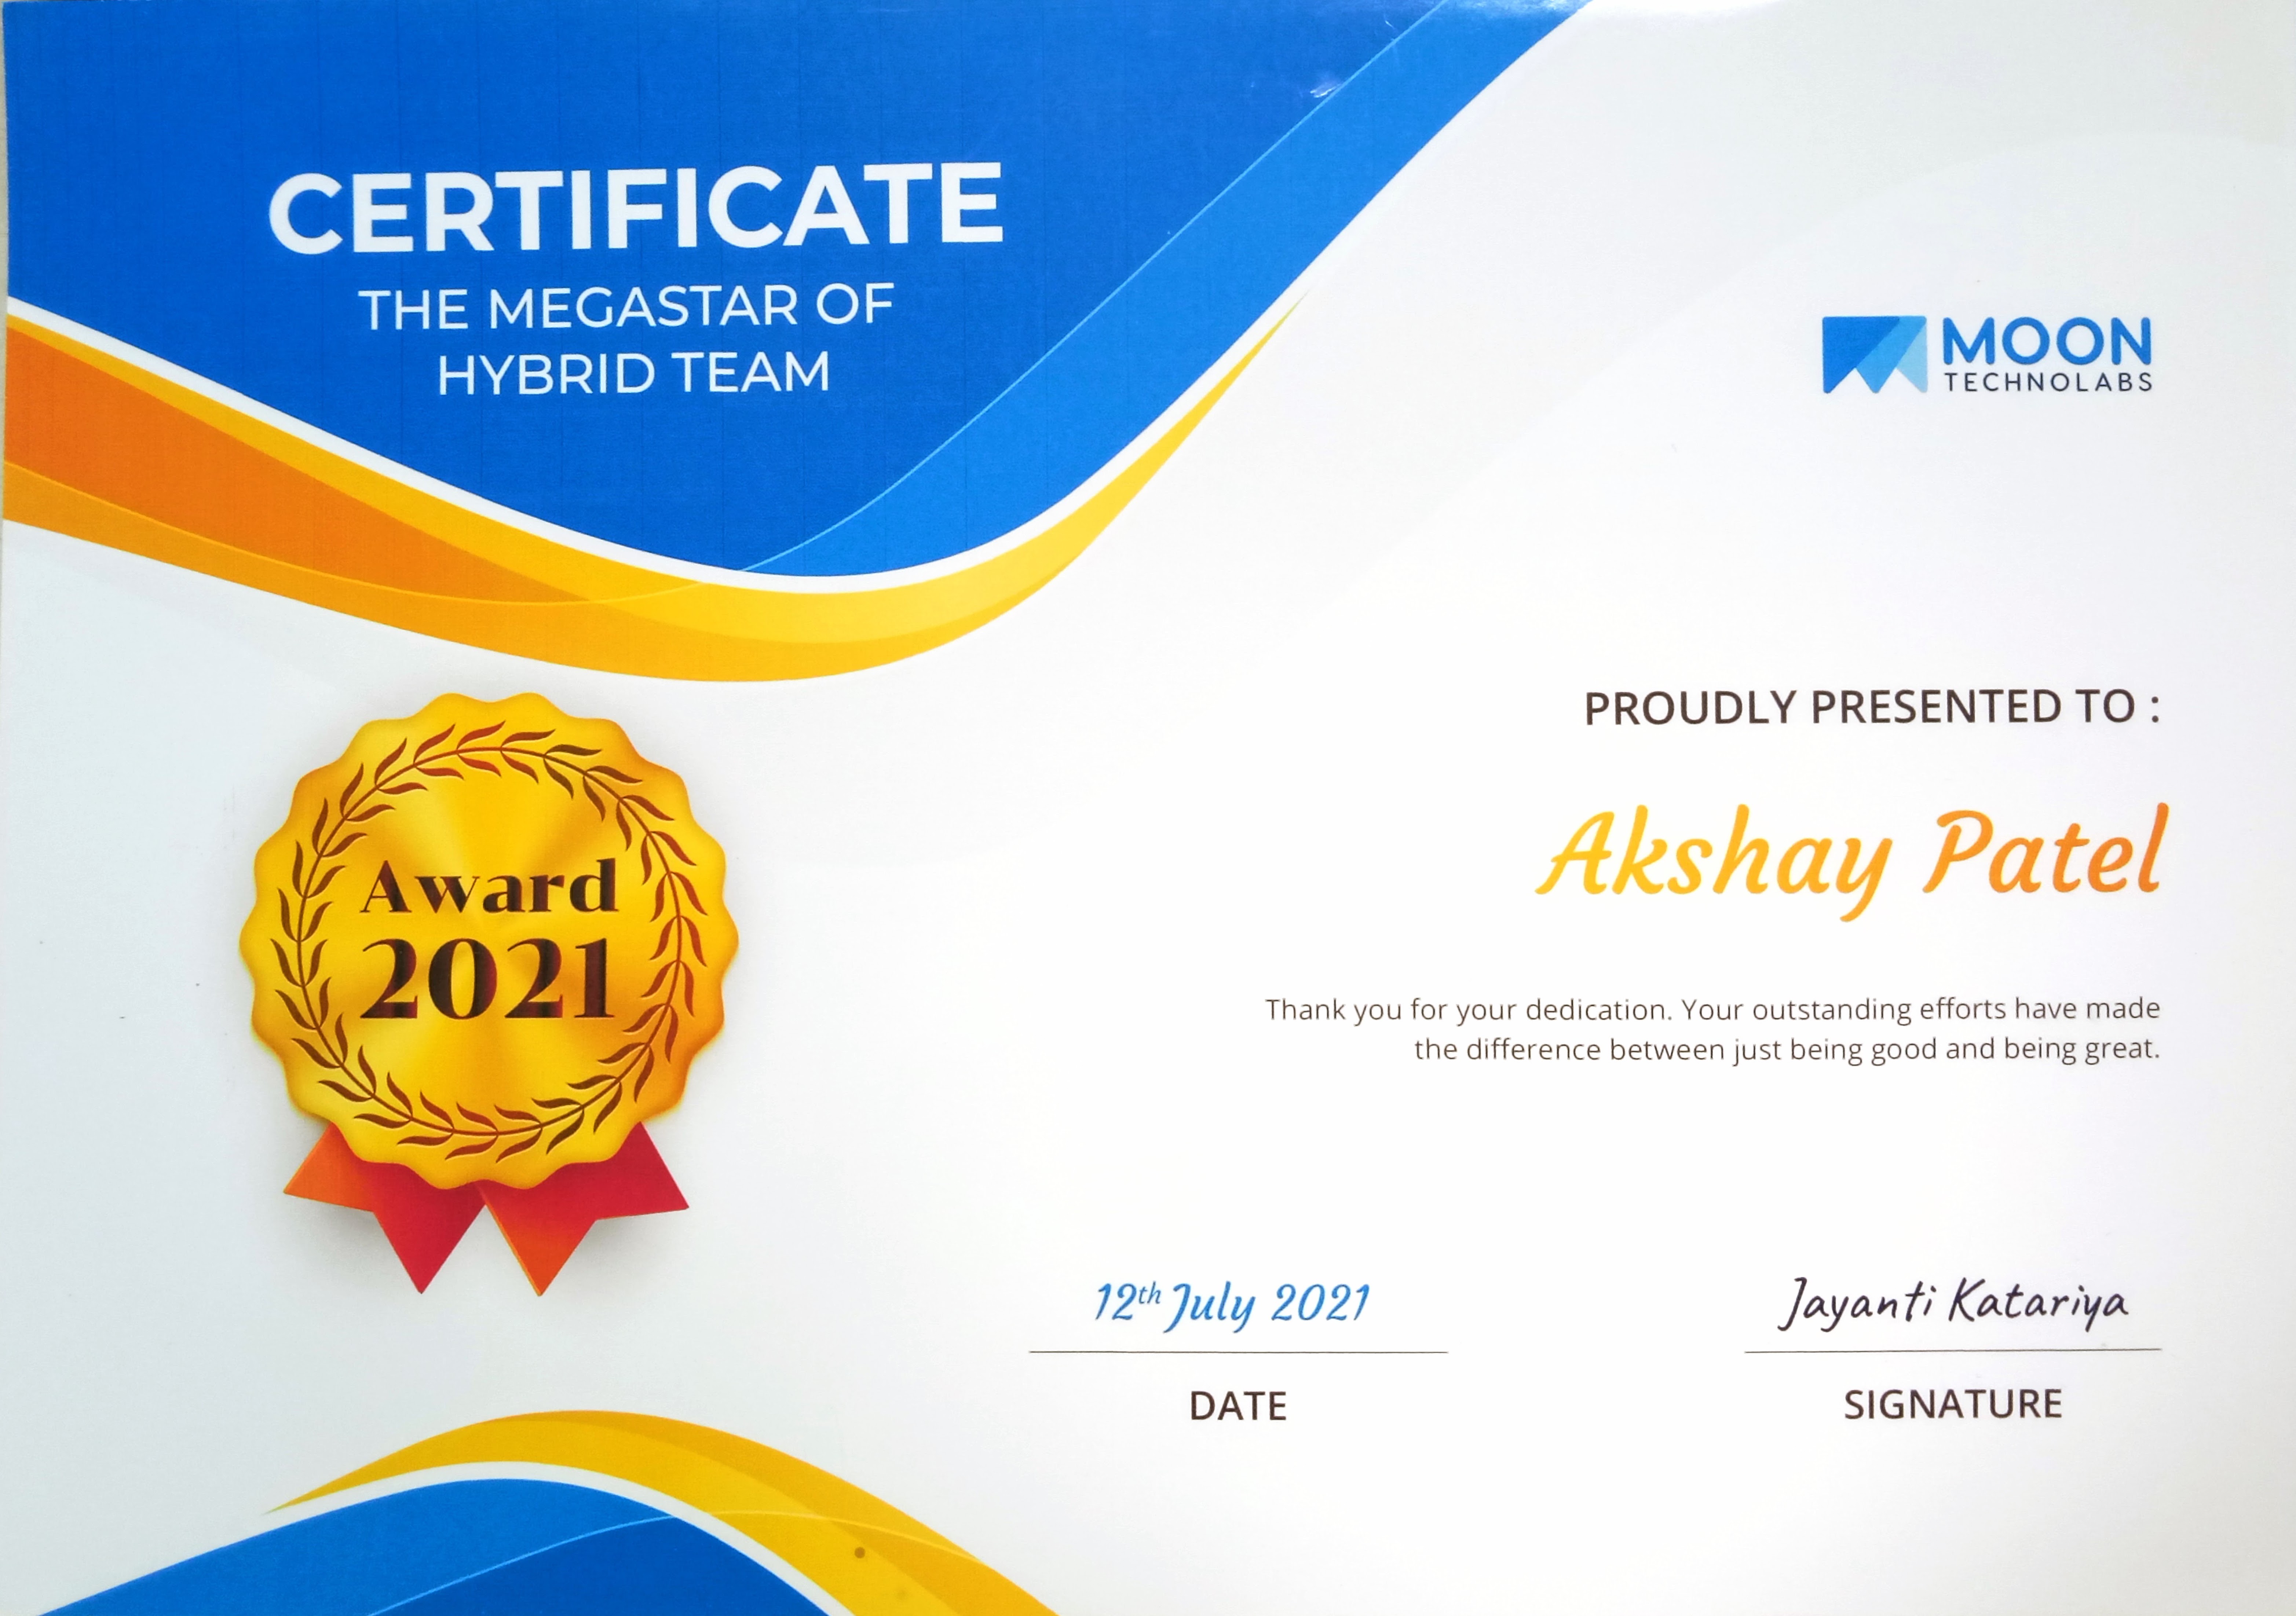 CERTIFICATE
THE MEGASTAR OF
HYBRID TEAM
MOON
TECHNOLABS
PROUDLY PRESENTED TO :
Akshay Patel
Award
2021
Thank you for your dedication. Your outstanding efforts have made
the difference between just being good and being great.
12th July 2021
DATE
Jayanti Katariya
SIGNATURE